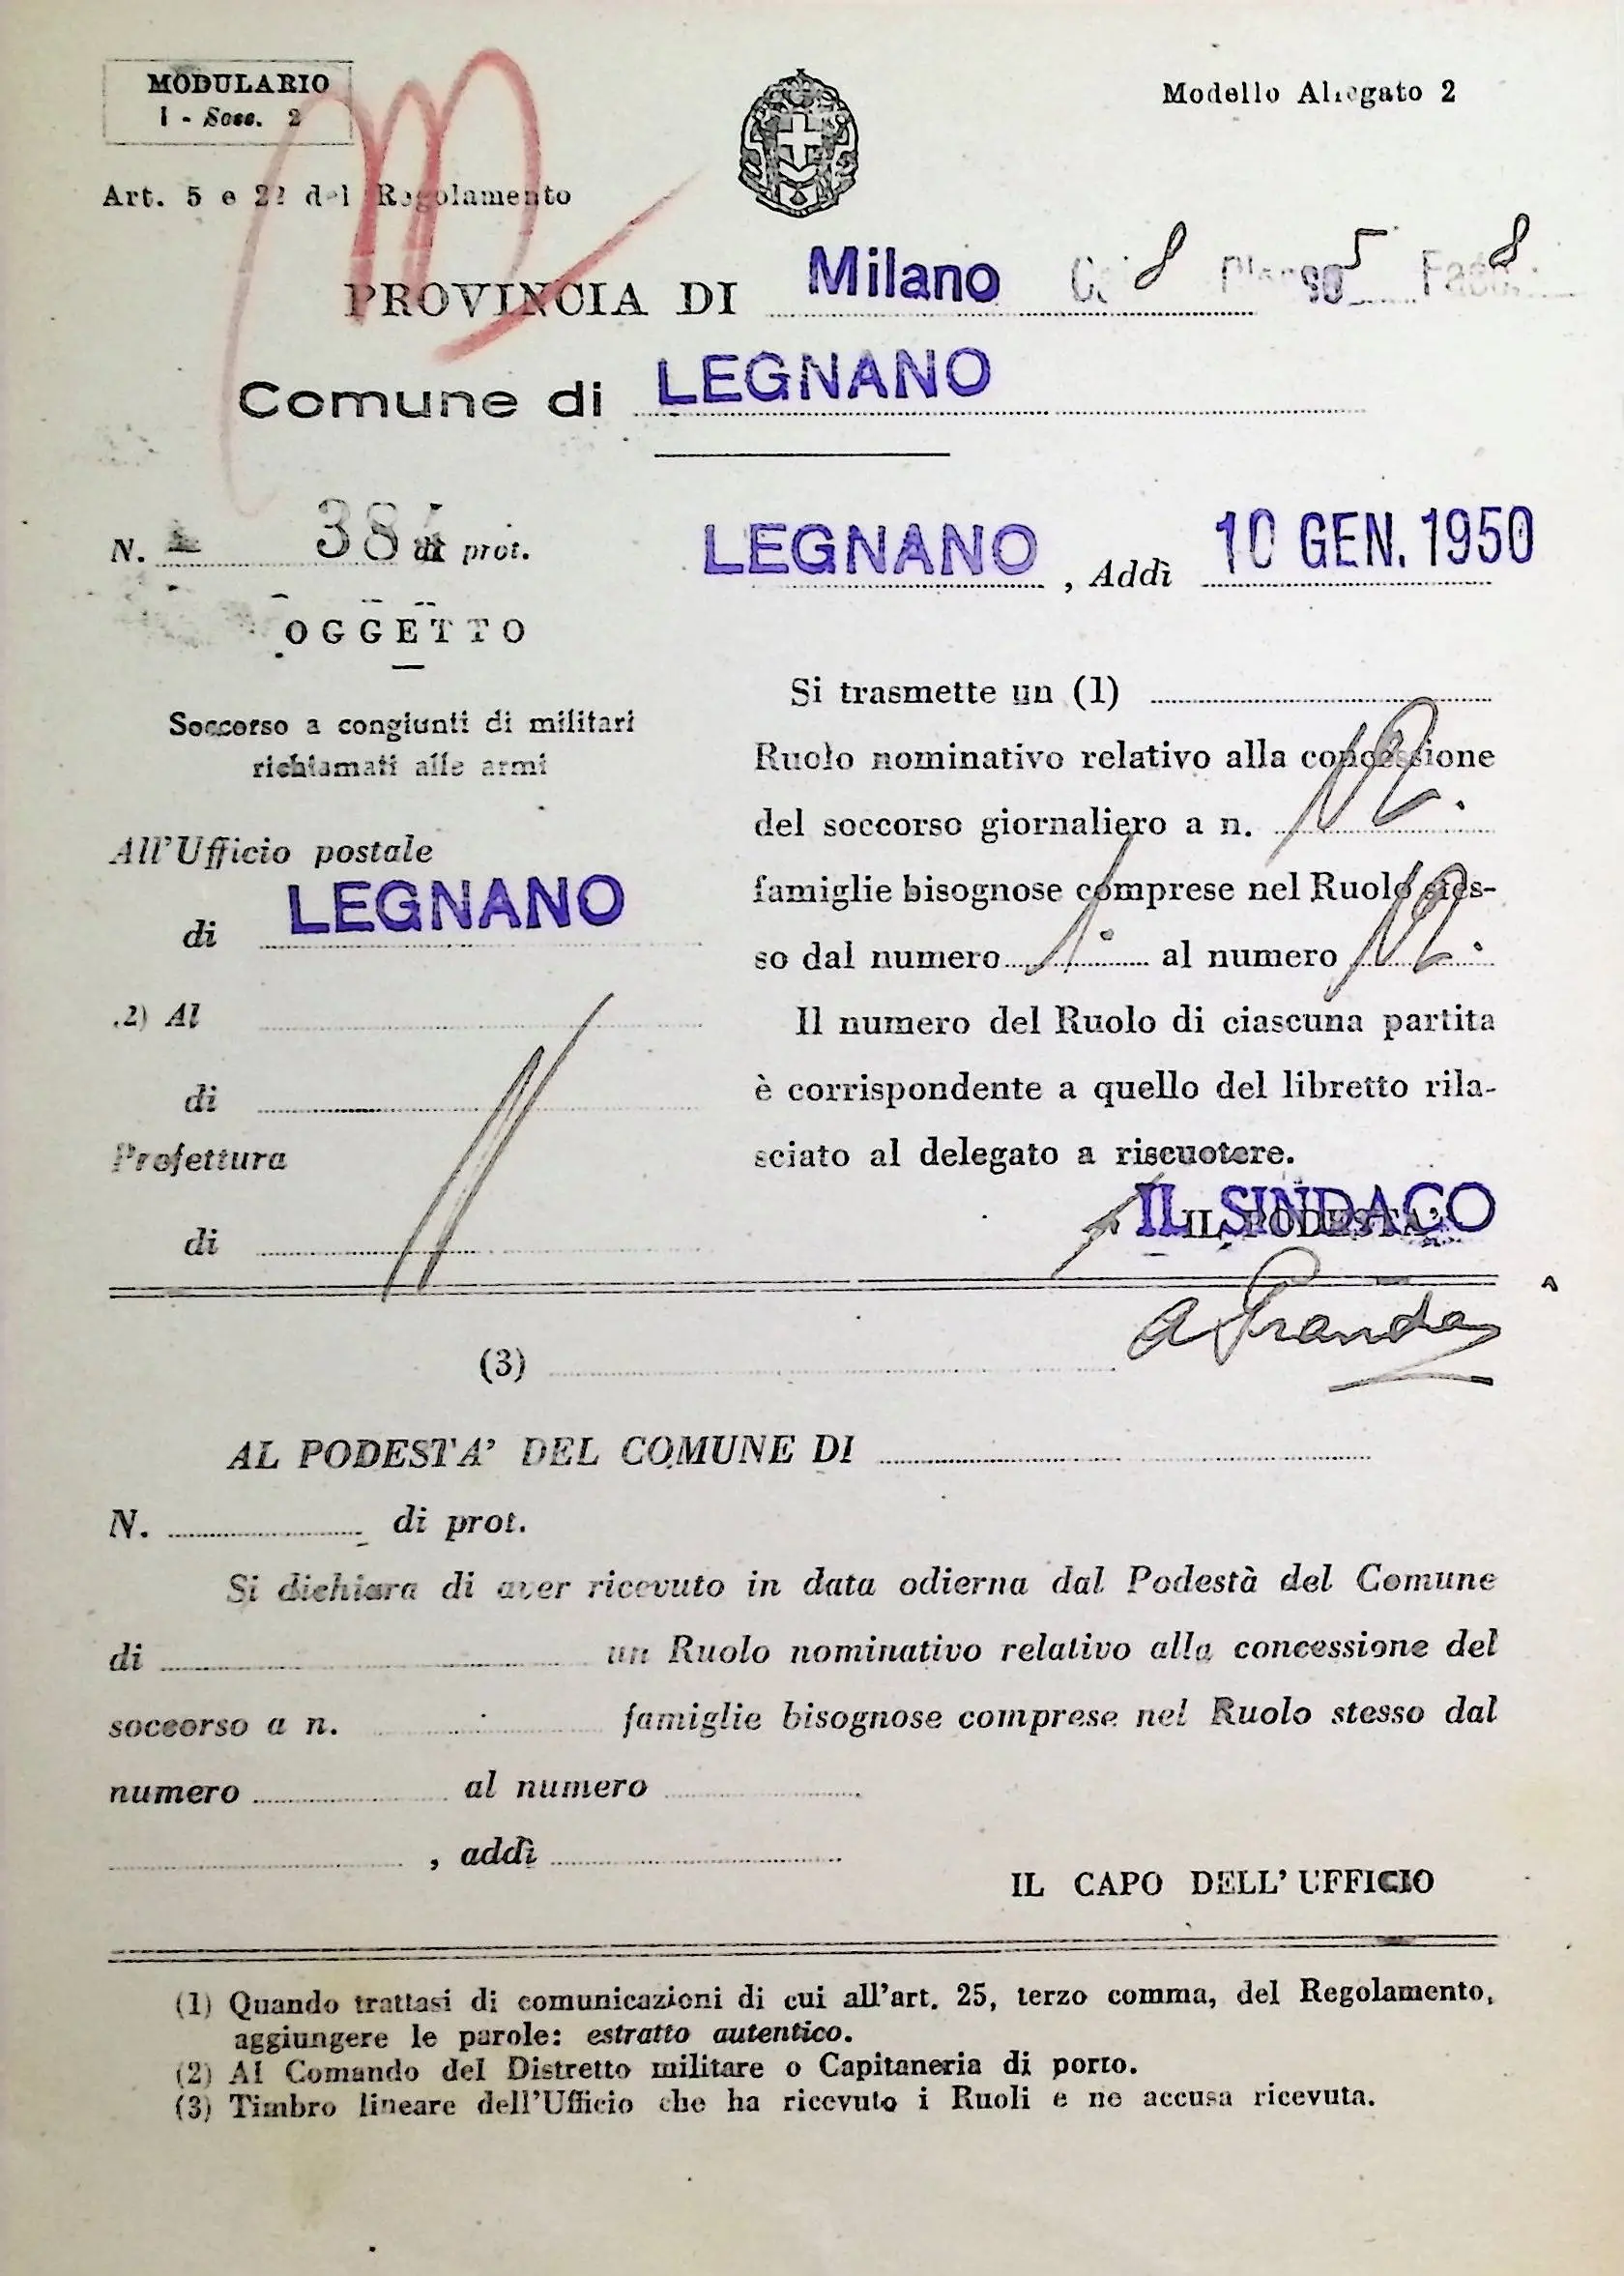 MODULARIO
I - Socc. 2
Modello Allegato 2
Art. 5 e 22 del Regolamento
PROVINCIA DI Milano 8 5 8
Comune di LEGNANO
N. 384 di prot.
LEGNANO, Addì 10 GEN. 1950
OGGETTO
Soccorso a congiunti di militari
richiamati alle armi
All'Ufficio postale
di LEGNANO
(2) Al
di
Prefettura
di
Si trasmette un (1)
Ruolo nominativo relativo alla concessione
del soccorso giornaliero a n. 12.
famiglie bisognose comprese nel Ruolo stes-
so dal numero 1. al numero 12.
Il numero del Ruolo di ciascuna partita
è corrispondente a quello del libretto rila-
sciato al delegato a riscuotere.
IL SINDACO
IL PODESTA'
(3)
AL PODESTA' DEL COMUNE DI
N. di prot.
Si dichiara di aver ricevuto in data odierna dal Podestà del Comune
di un Ruolo nominativo relativo alla concessione del
soccorso a n. famiglie bisognose comprese nel Ruolo stesso dal
numero al numero
, addì
IL CAPO DELL'UFFICIO
(1) Quando trattasi di comunicazioni di cui all'art. 25, terzo comma, del Regolamento,
aggiungere le parole: estratto autentico.
(2) Al Comando del Distretto militare o Capitaneria di porto.
(3) Timbro lineare dell'Ufficio che ha ricevuto i Ruoli e ne accusa ricevuta.